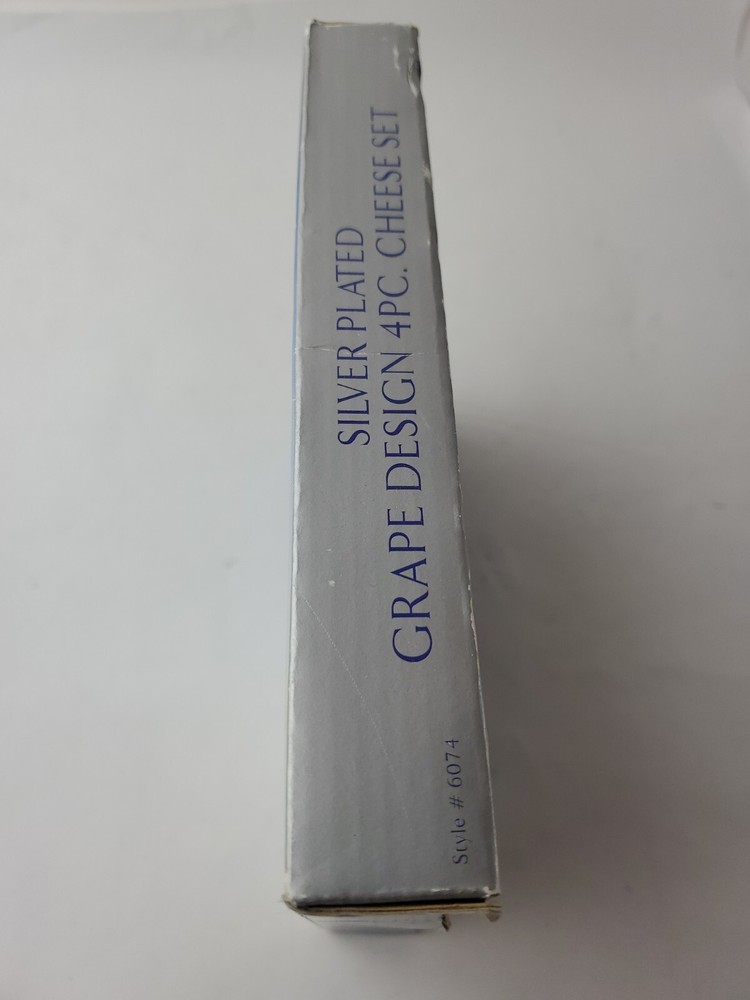 SILVER PLATED
GRAPE DESIGN 4PC. CHEESE SET
Style # 6074